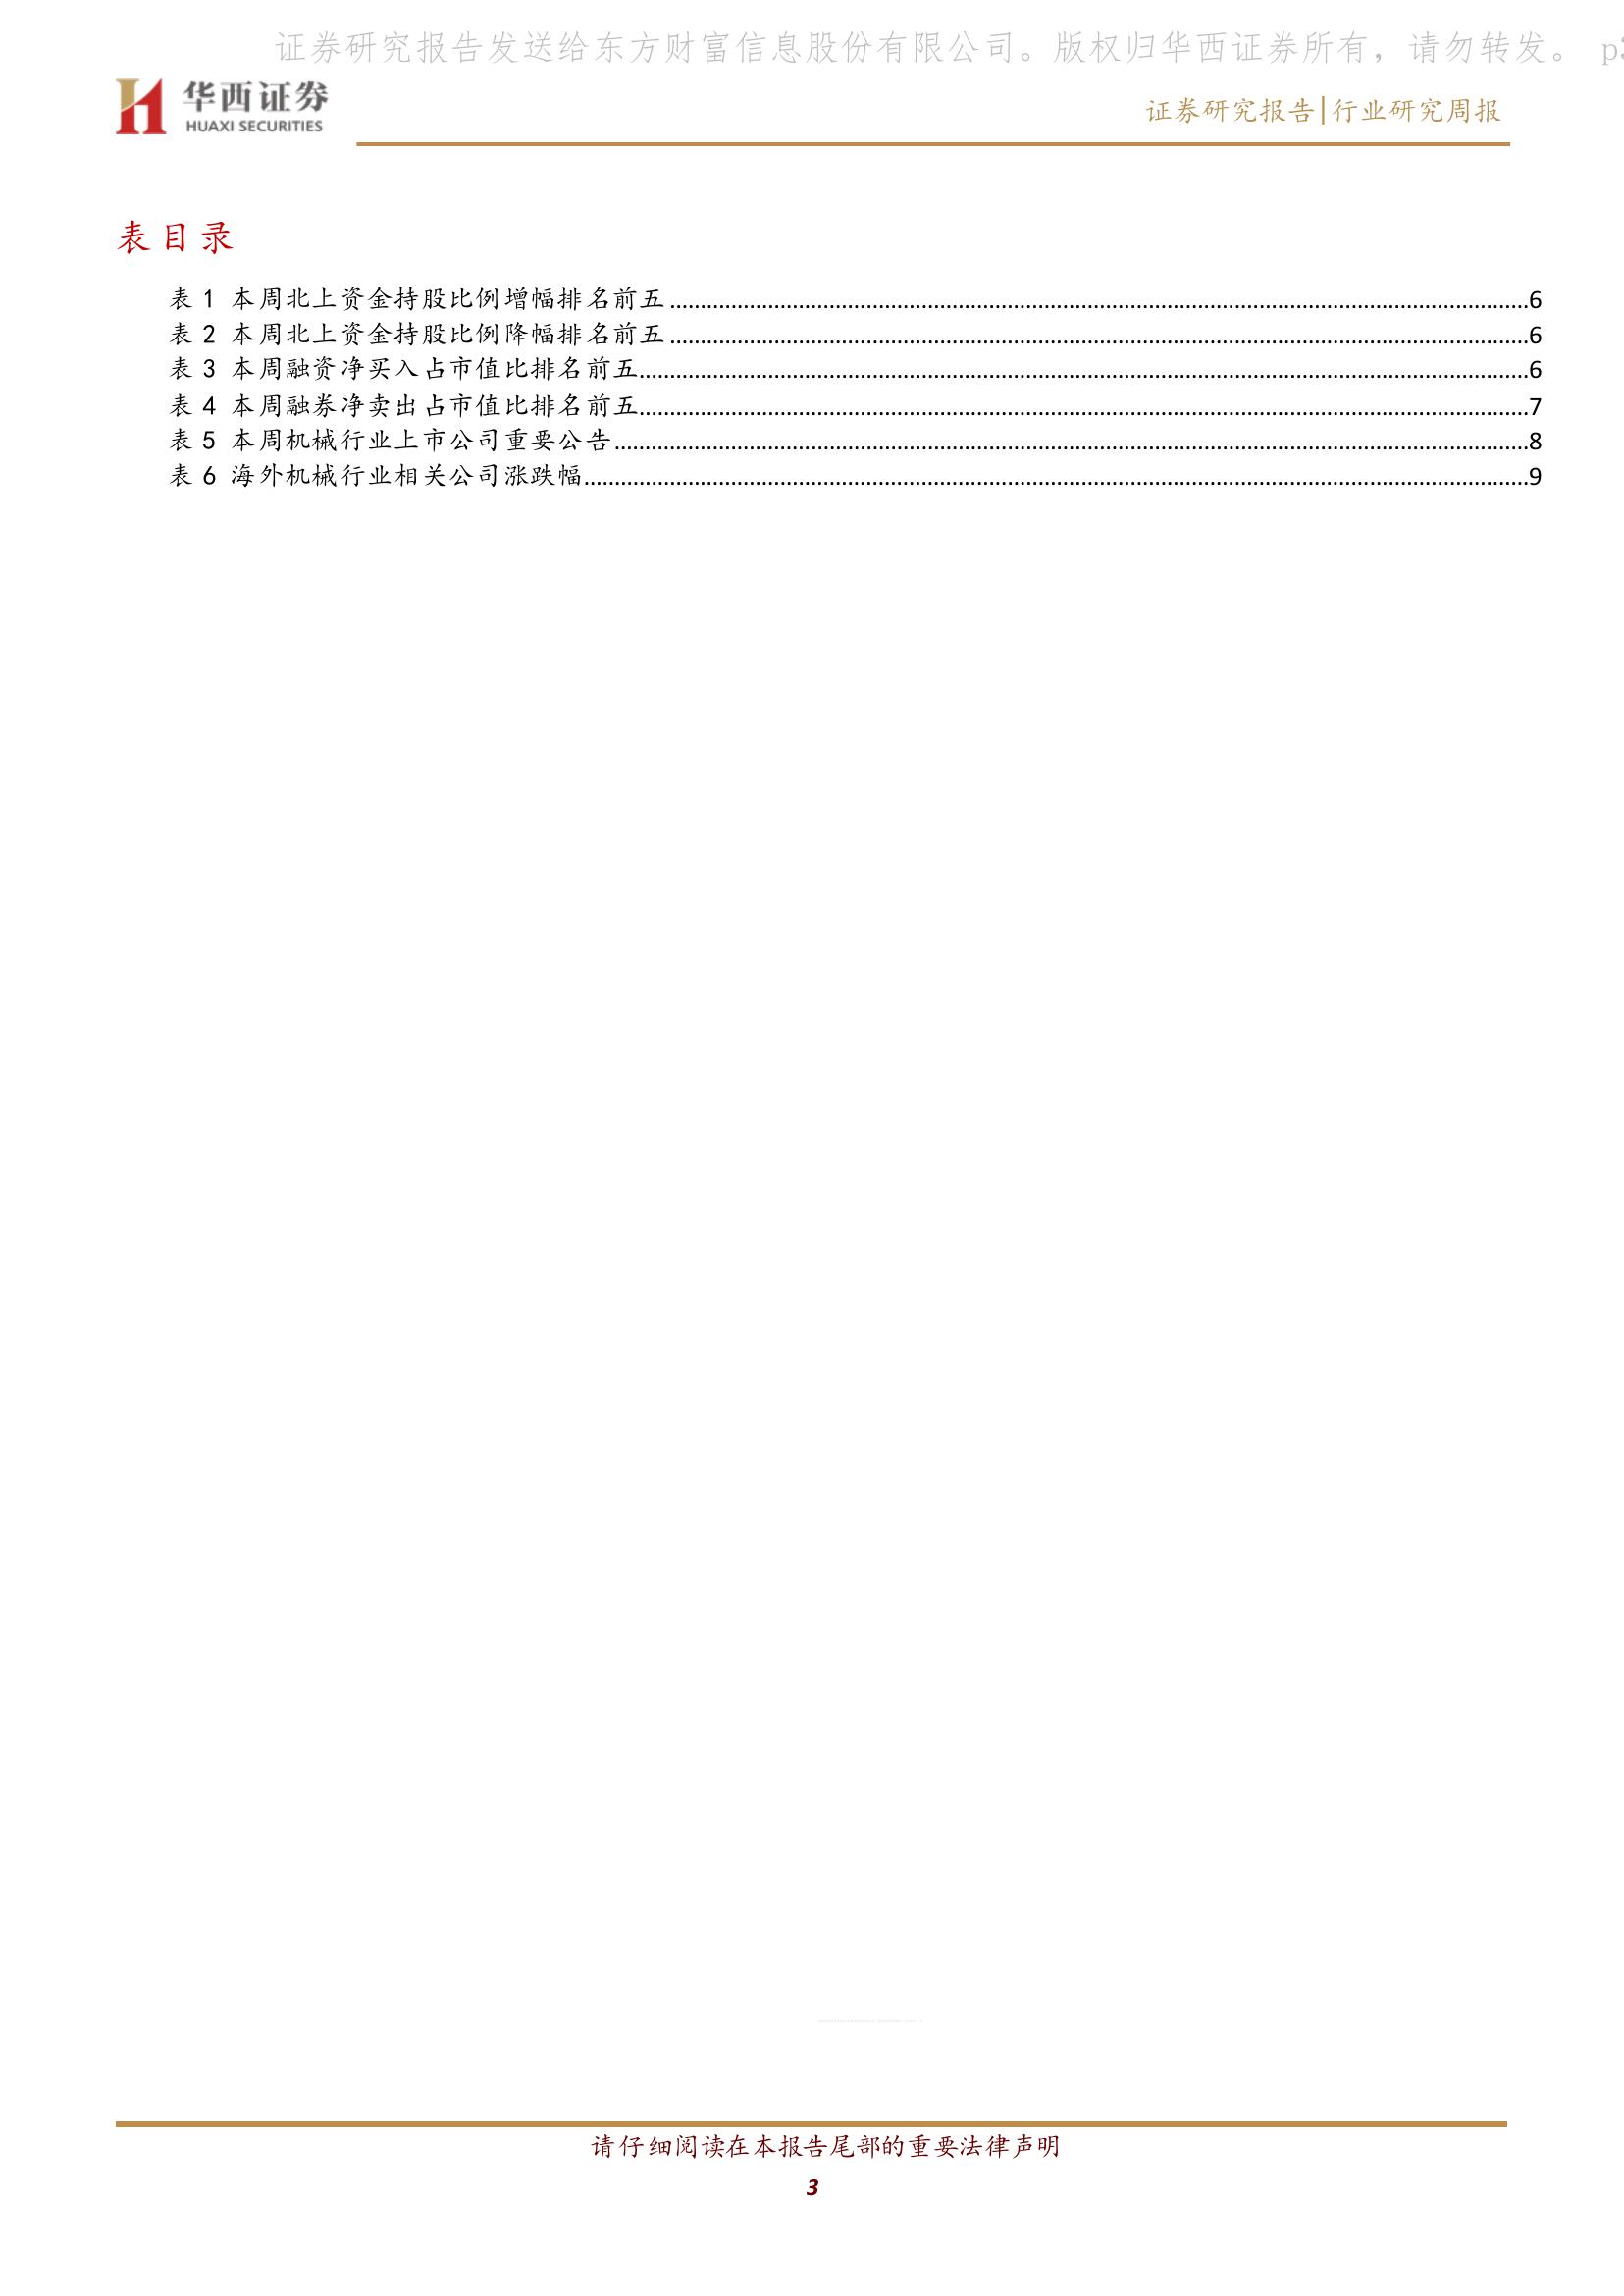 证券研究报告发送给东方财富信息股份有限公司。版权归华西证券所有，请勿转发。 p3
华西证券
HUAXI SECURITIES
证券研究报告|行业研究周报
表目录
表 1 本周北上资金持股比例增幅排名前五........................................6
表 2 本周北上资金持股比例降幅排名前五........................................6
表 3 本周融资净买入占市值比排名前五........................................6
表 4 本周融券净卖出占市值比排名前五........................................7
表 5 本周机械行业上市公司重要公告........................................8
表 6 海外机械行业相关公司涨跌幅........................................9
请仔细阅读在本报告尾部的重要法律声明
3